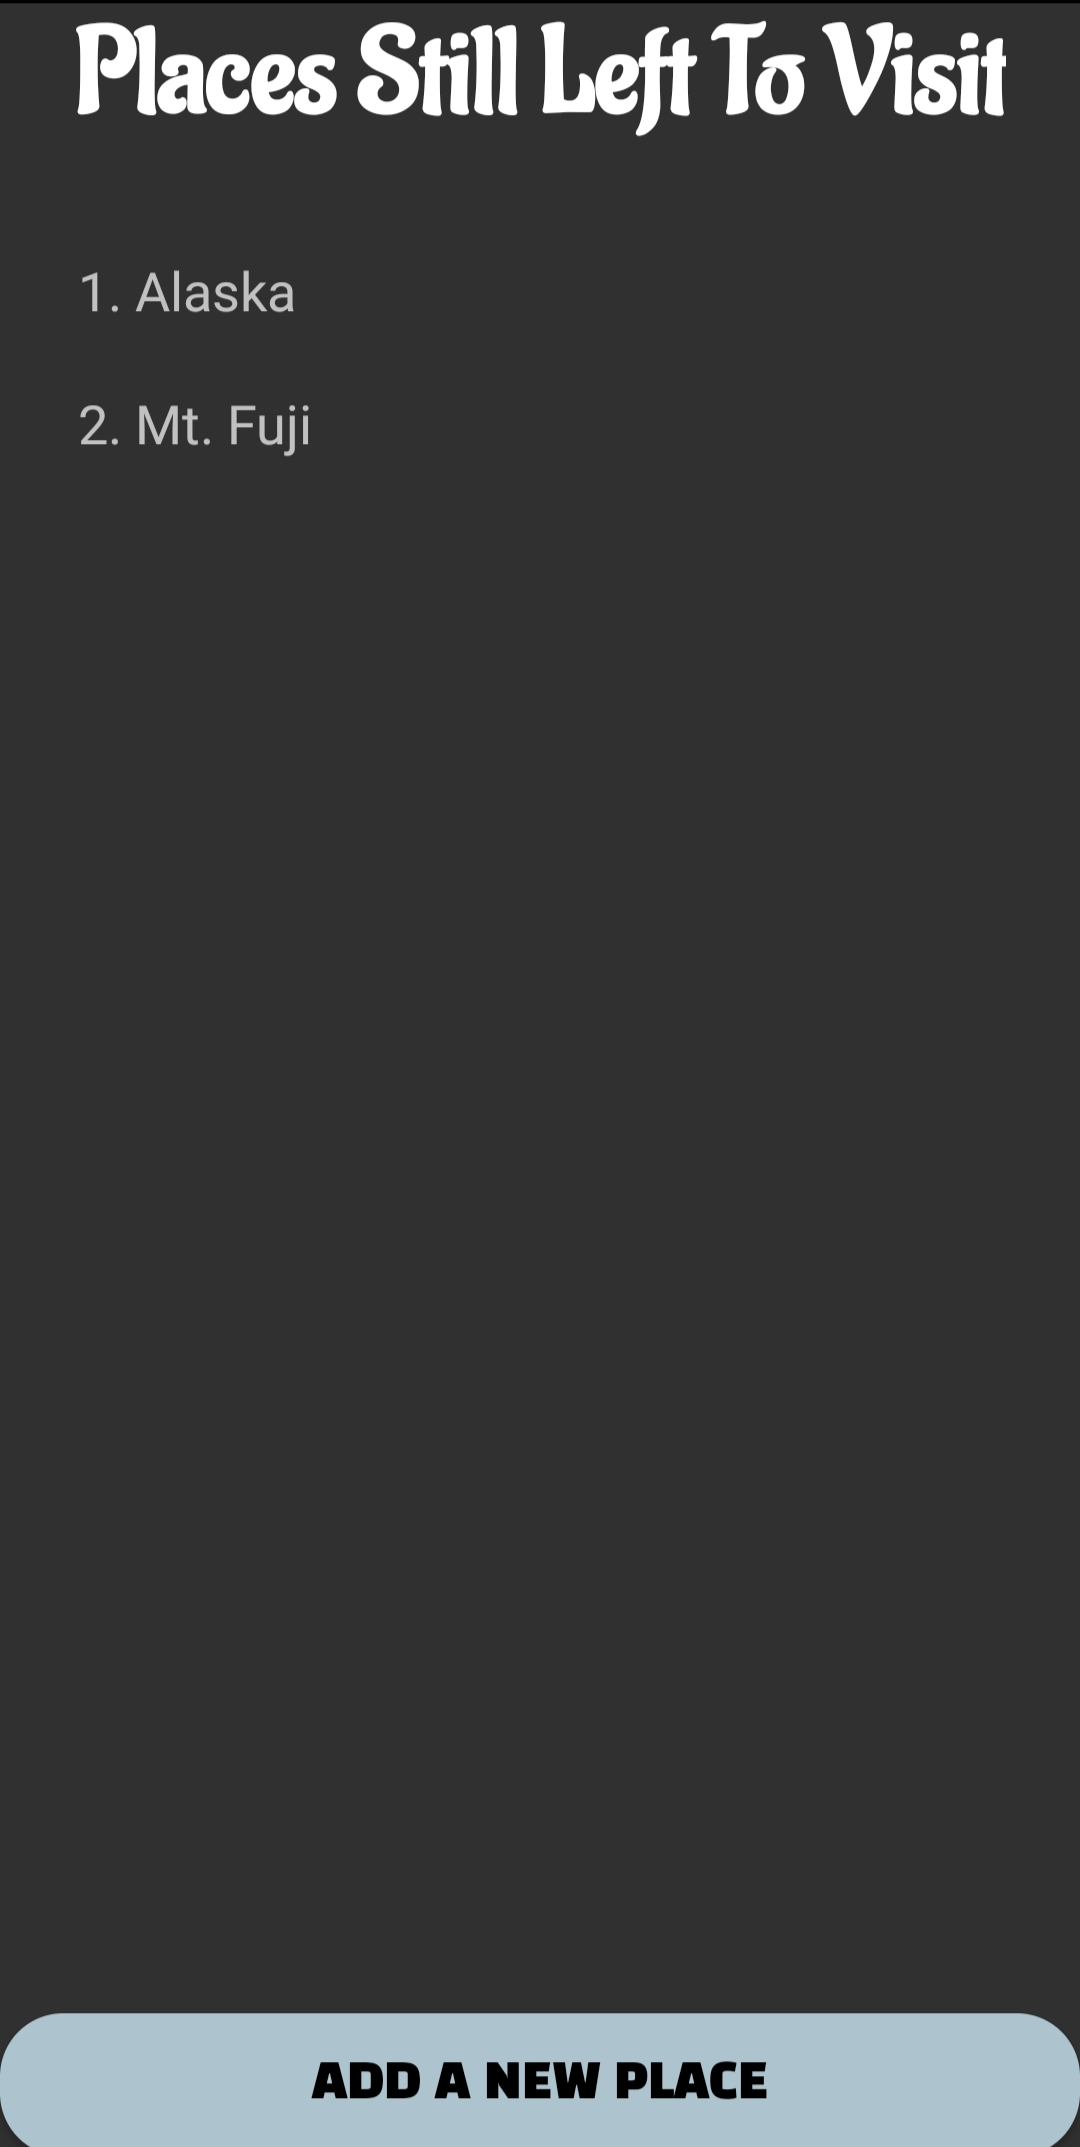 Places Still Left To Visit
1. Alaska
2. Mt. Fuji
ADD A NEW PLACE